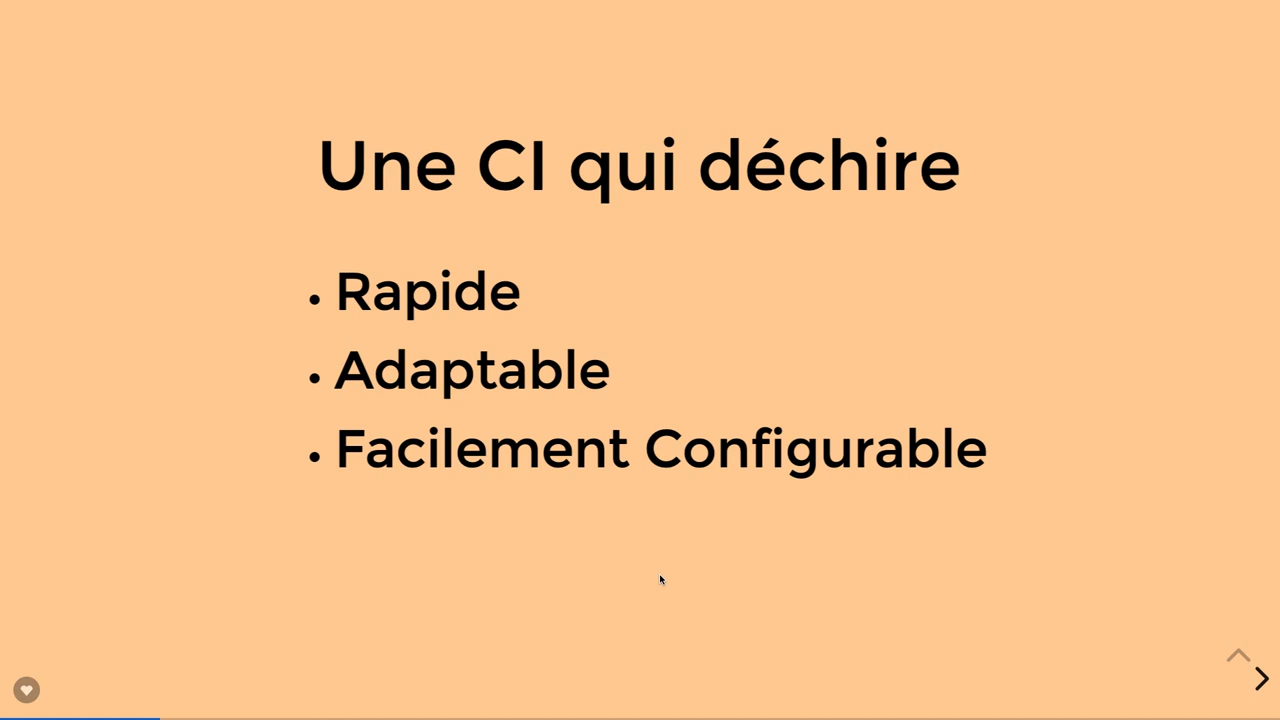 Une CI qui déchire
• Rapide
• Adaptable
• Facilement Configurable